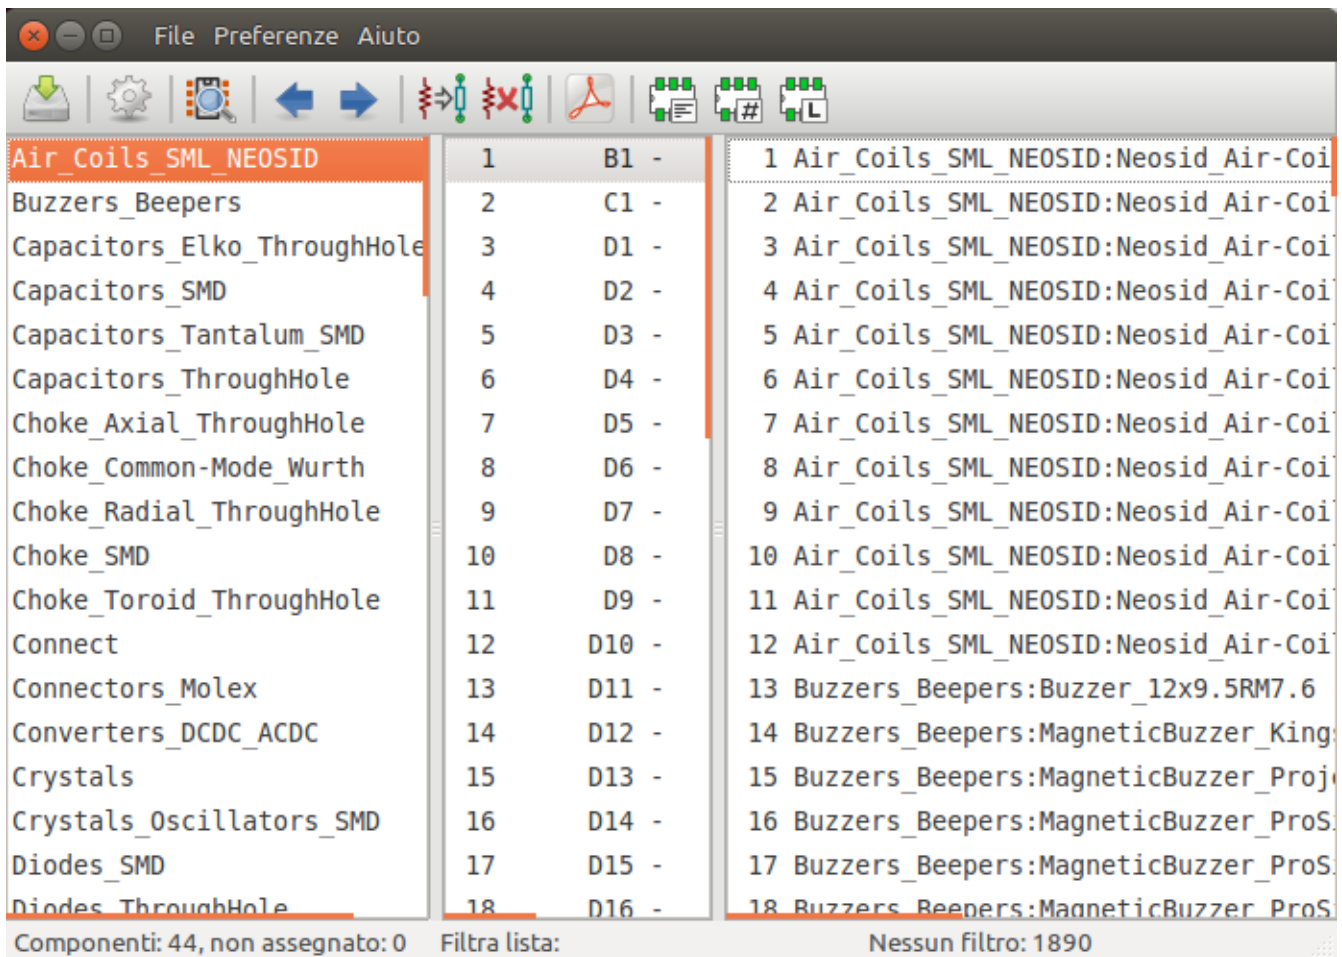 File Preferenze Aiuto
Air_Coils_SML_NEOSID
Buzzers_Beepers
Capacitors_Elko_ThroughHole
Capacitors_SMD
Capacitors_Tantalum_SMD
Capacitors_ThroughHole
Choke_Axial_ThroughHole
Choke_Common-Mode_Wurth
Choke_Radial_ThroughHole
Choke_SMD
Choke_Toroid_ThroughHole
Connect
Connectors_Molex
Converters_DCDC_ACDC
Crystals
Crystals_Oscillators_SMD
Diodes_SMD
Diodes_ThroughHole
1 B1 -
2 C1 -
3 D1 -
4 D2 -
5 D3 -
6 D4 -
7 D5 -
8 D6 -
9 D7 -
10 D8 -
11 D9 -
12 D10 -
13 D11 -
14 D12 -
15 D13 -
16 D14 -
17 D15 -
18 D16 -
1 Air_Coils_SML_NEOSID:Neosid_Air-Coi
2 Air_Coils_SML_NEOSID:Neosid_Air-Coi
3 Air_Coils_SML_NEOSID:Neosid_Air-Coi
4 Air_Coils_SML_NEOSID:Neosid_Air-Coi
5 Air_Coils_SML_NEOSID:Neosid_Air-Coi
6 Air_Coils_SML_NEOSID:Neosid_Air-Coi
7 Air_Coils_SML_NEOSID:Neosid_Air-Coi
8 Air_Coils_SML_NEOSID:Neosid_Air-Coi
9 Air_Coils_SML_NEOSID:Neosid_Air-Coi
10 Air_Coils_SML_NEOSID:Neosid_Air-Coi
11 Air_Coils_SML_NEOSID:Neosid_Air-Coi
12 Air_Coils_SML_NEOSID:Neosid_Air-Coi
13 Buzzers_Beepers:Buzzer_12x9.5RM7.6
14 Buzzers_Beepers:MagneticBuzzer_King
15 Buzzers_Beepers:MagneticBuzzer_Proj
16 Buzzers_Beepers:MagneticBuzzer_ProS
17 Buzzers_Beepers:MagneticBuzzer_ProS
18 Buzzers_Beepers:MagneticBuzzer_ProS
Componenti: 44, non assegnato: 0 Filtra lista: Nessun filtro: 1890